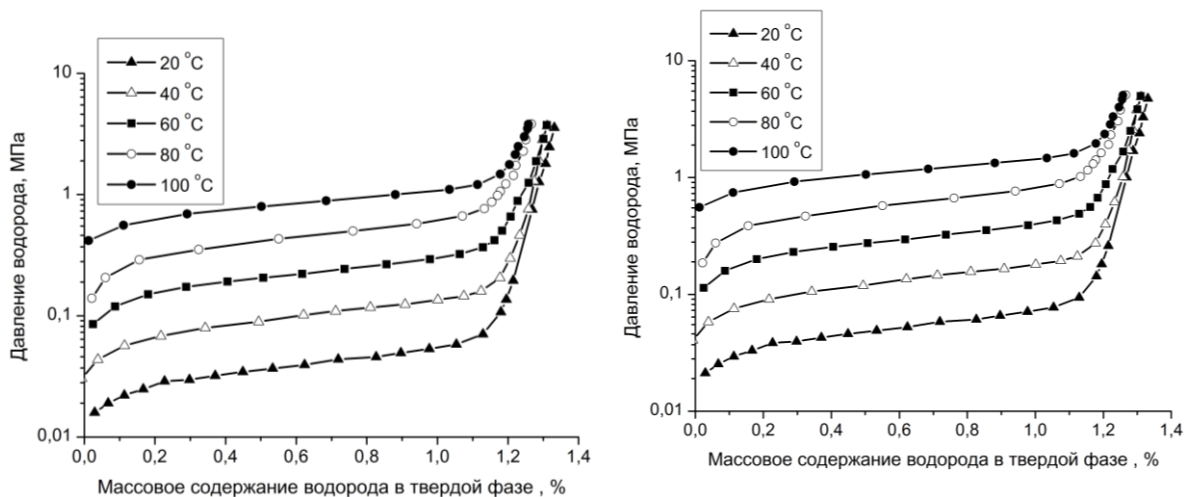 20 °C
40 °C
60 °C
80 °C
100 °C
10
1
0,1
0,01
Давление водорода, МПа
0,0 0,2 0,4 0,6 0,8 1,0 1,2 1,4
Массовое содержание водорода в твердой фазе , %
20 °C
40 °C
60 °C
80 °C
100 °C
10
1
0,1
0,01
Давление водорода, МПа
0,0 0,2 0,4 0,6 0,8 1,0 1,2 1,4
Массовое содержание водорода в твердой фазе , %